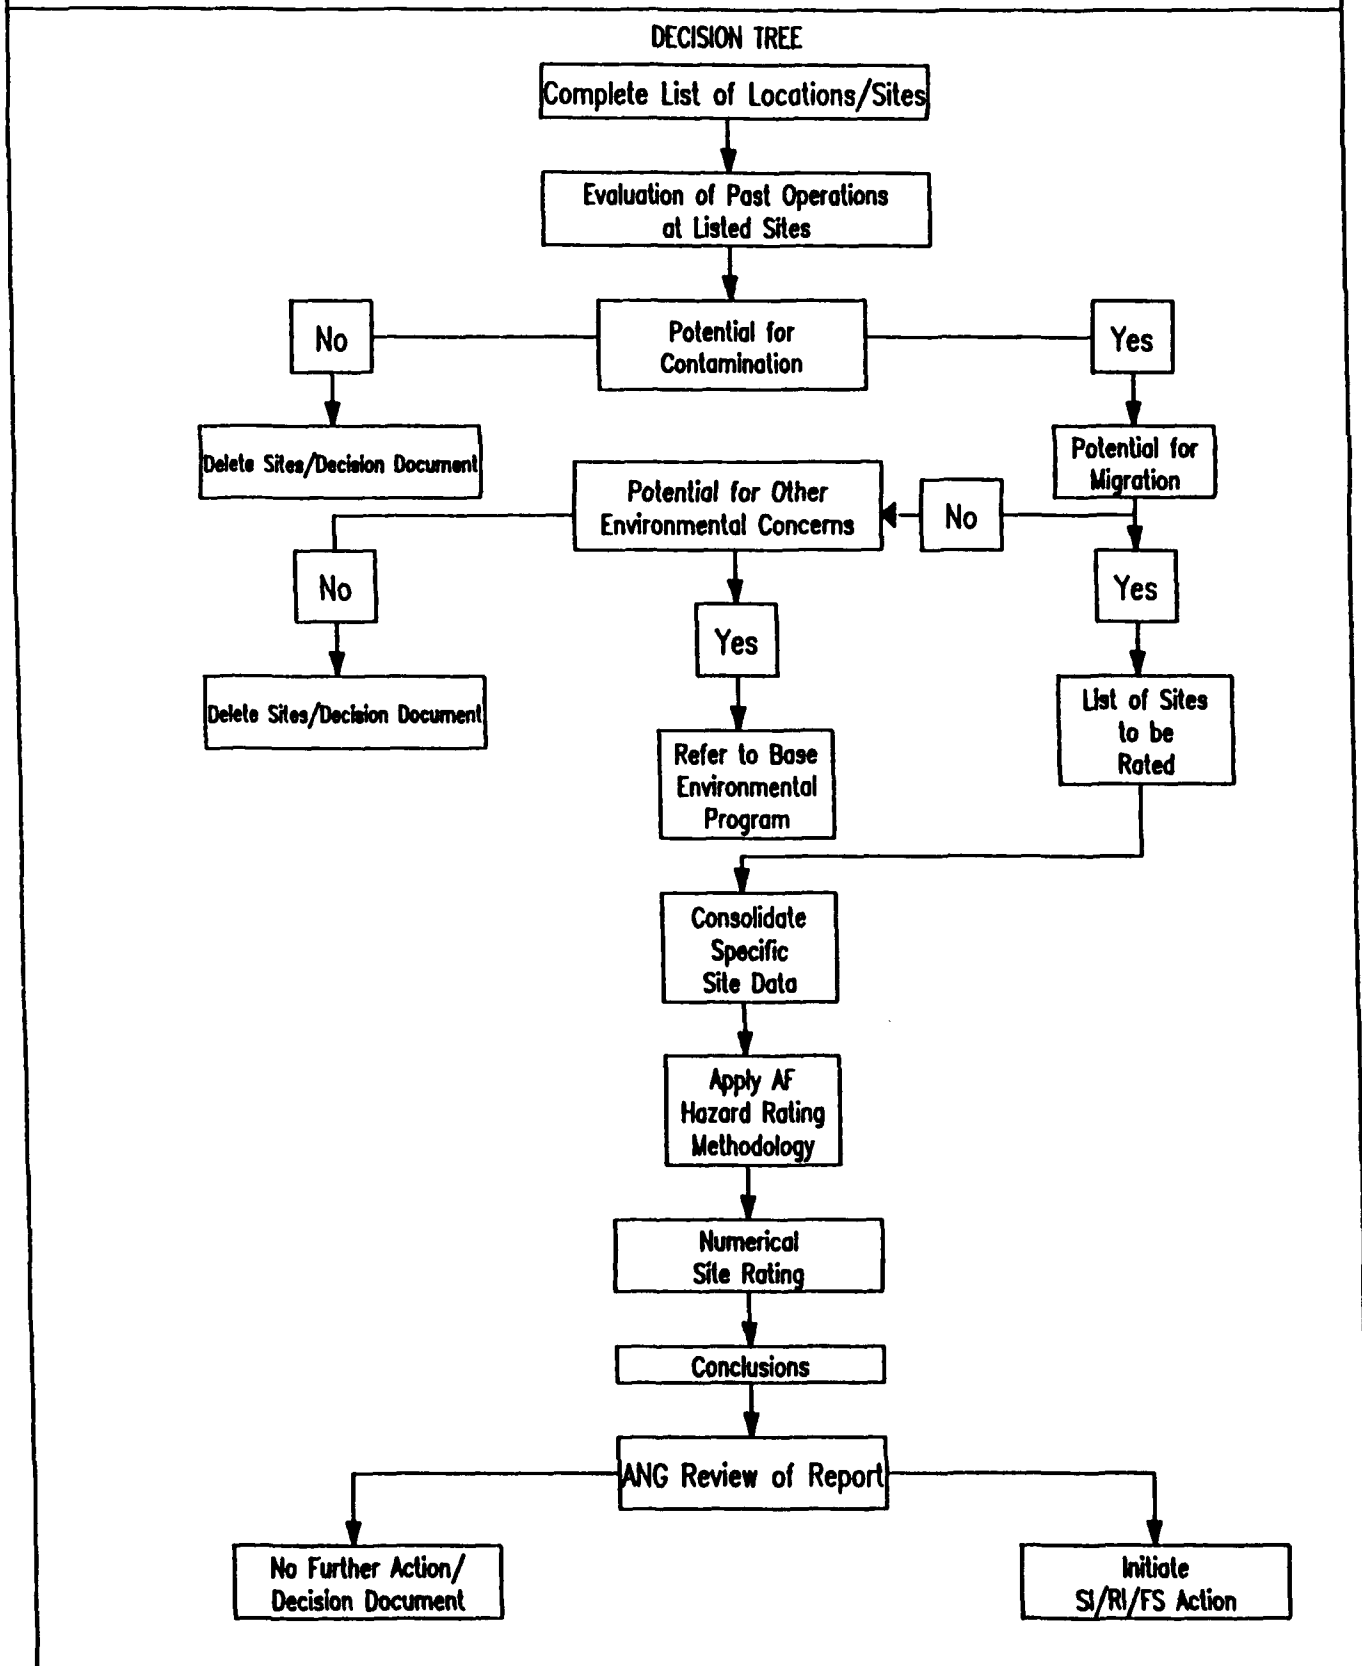 DECISION TREE
Complete List of Locations/Sites
Evaluation of Past Operations
at Listed Sites
No
Potential for
Contamination
Yes
Delete Sites/Decision Document
Potential for
Migration
Potential for Other
Environmental Concerns
No
No
Yes
Yes
Delete Sites/Decision Document
List of Sites
to be
Rated
Refer to Base
Environmental
Program
Consolidate
Specific
Site Data
Apply AF
Hazard Rating
Methodology
Numerical
Site Rating
Conclusions
ANG Review of Report
No Further Action/
Decision Document
Initiate
SI/RI/FS Action